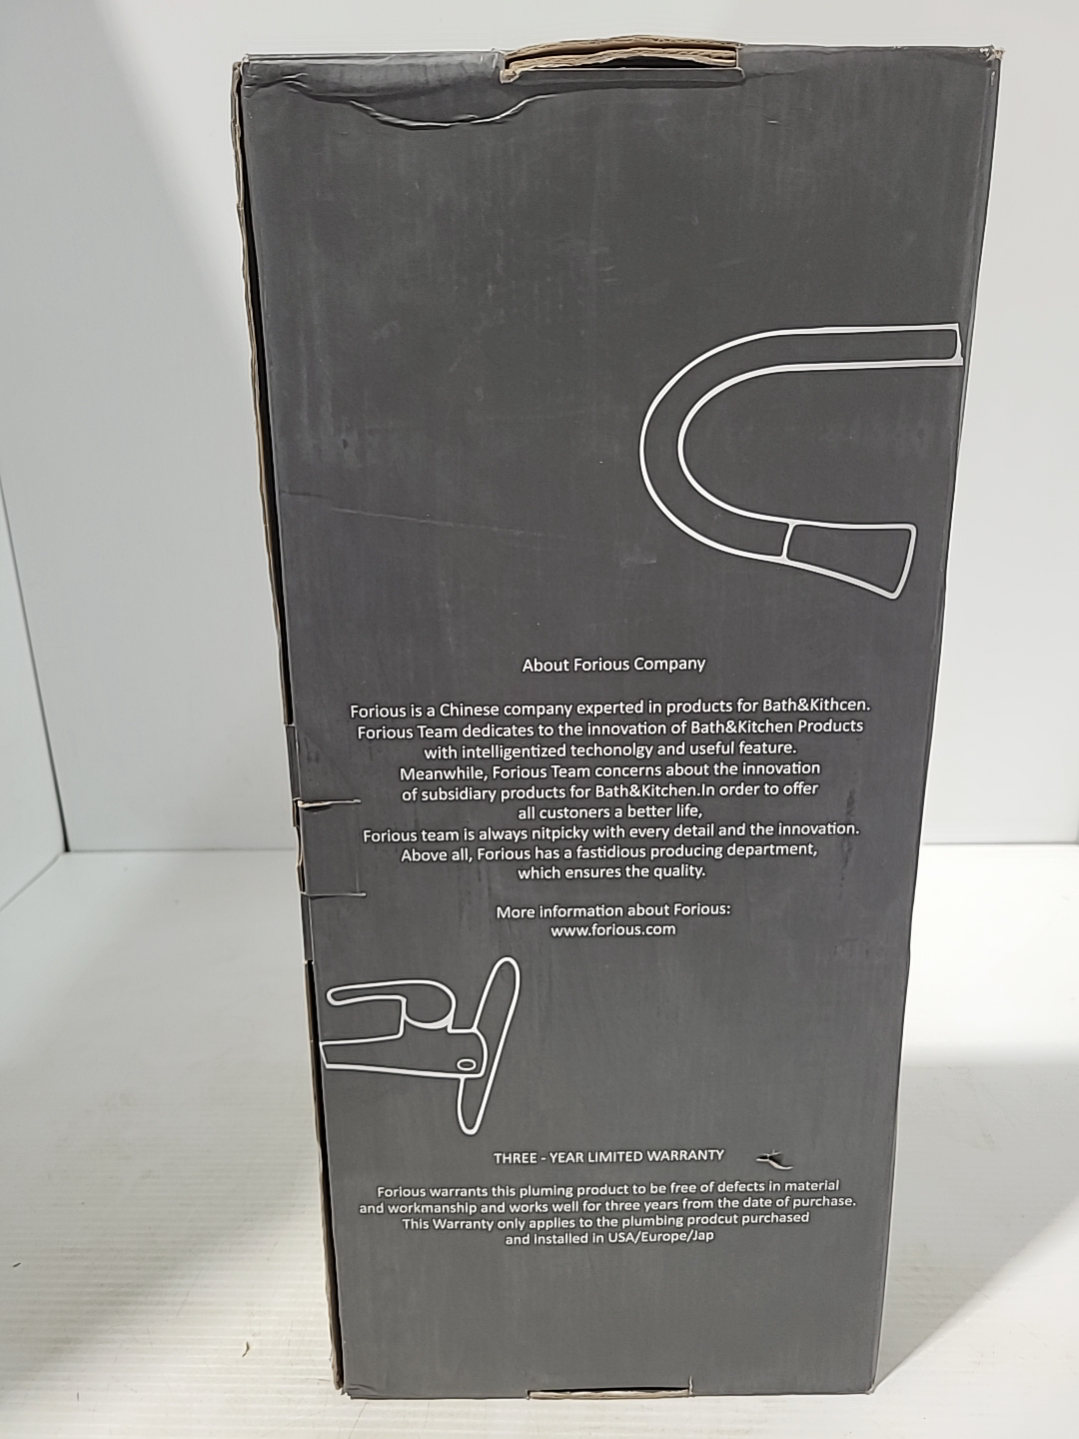 About Forious Company
Forious is a Chinese company experted in products for Bath&Kithcen.
Forious Team dedicates to the innovation of Bath&Kitchen Products
with intelligentized techonolgy and useful feature.
Meanwhile, Forious Team concerns about the innovation
of subsidiary products for Bath&Kitchen.In order to offer
all custoners a better life,
Forious team is always nitpicky with every detail and the innovation.
Above all, Forious has a fastidious producing department,
which ensures the quality.
More information about Forious:
www.forious.com
THREE - YEAR LIMITED WARRANTY
Forious warrants this pluming product to be free of defects in material
and workmanship and works well for three years from the date of purchase.
This Warranty only applies to the plumbing prodcut purchased
and installed in USA/Europe/Jap